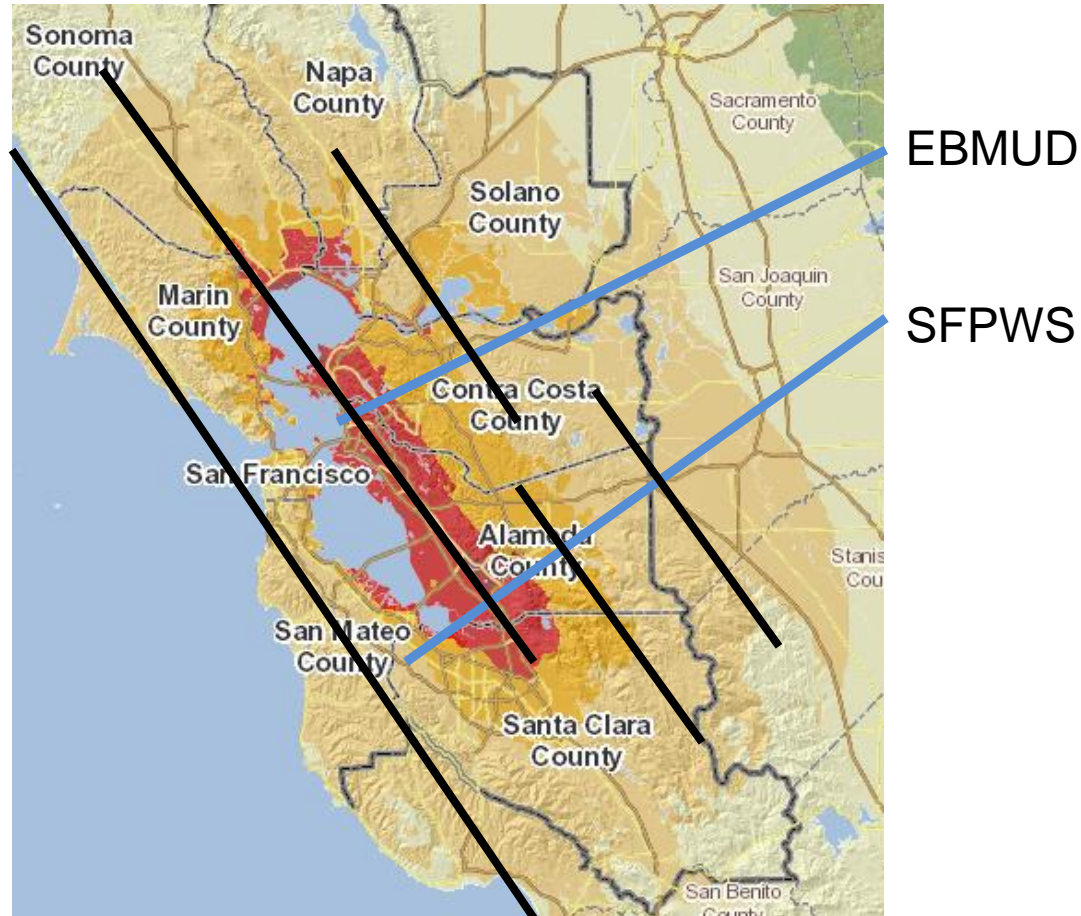 Sonoma
County
Napa
County
Sacramento
County
EBMUD
Solano
County
San Joaquin
County
Marin
County
SFPWS
Contra Costa
County
San Francisco
Alameda
County
Stanis
Cou
San Mateo
County
Santa Clara
County
San Benito
County